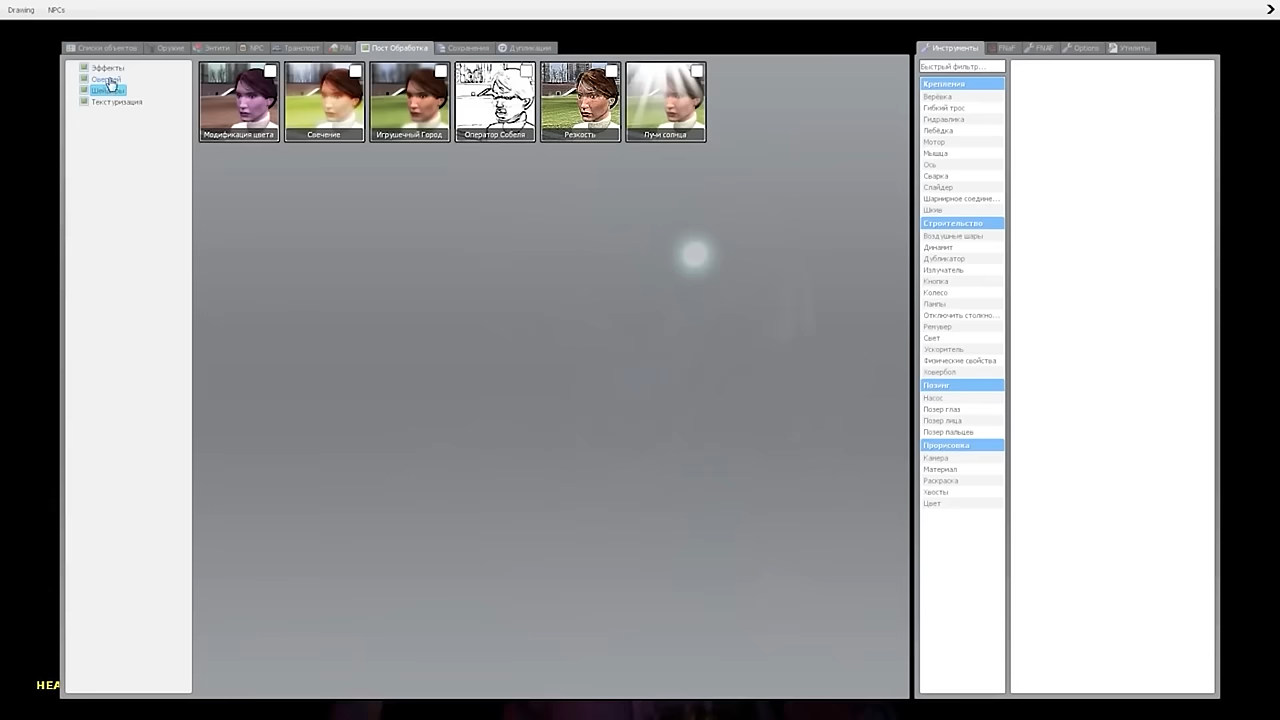 Drawing NPCs
Списки объектов Оружие Энтити NPC Транспорт Pills Пост Обработка Сохранения Дупликации
Инструменты FNaF FNAF Options Утилиты
Эффекты
Текстуризация
Модификация цвета Свечение Игрушечный Город Оператор Собеля Резкость Лучи солнца
Быстрый фильтр...
Крепления
Верёвка
Гибкий трос
Гидравлика
Лебёдка
Мотор
Мышца
Ось
Сварка
Слайдер
Шарнирное соедине...
Шкив
Строительство
Воздушные шары
Динамит
Дубликатор
Излучатель
Кнопка
Колесо
Лампы
Отключить столкно...
Ремувер
Свет
Ускоритель
Физические свойства
Ховербол
Позинг
Насос
Позер глаз
Позер лица
Позер пальцев
Прорисовка
Камера
Материал
Раскраска
Хвосты
Цвет
HEA